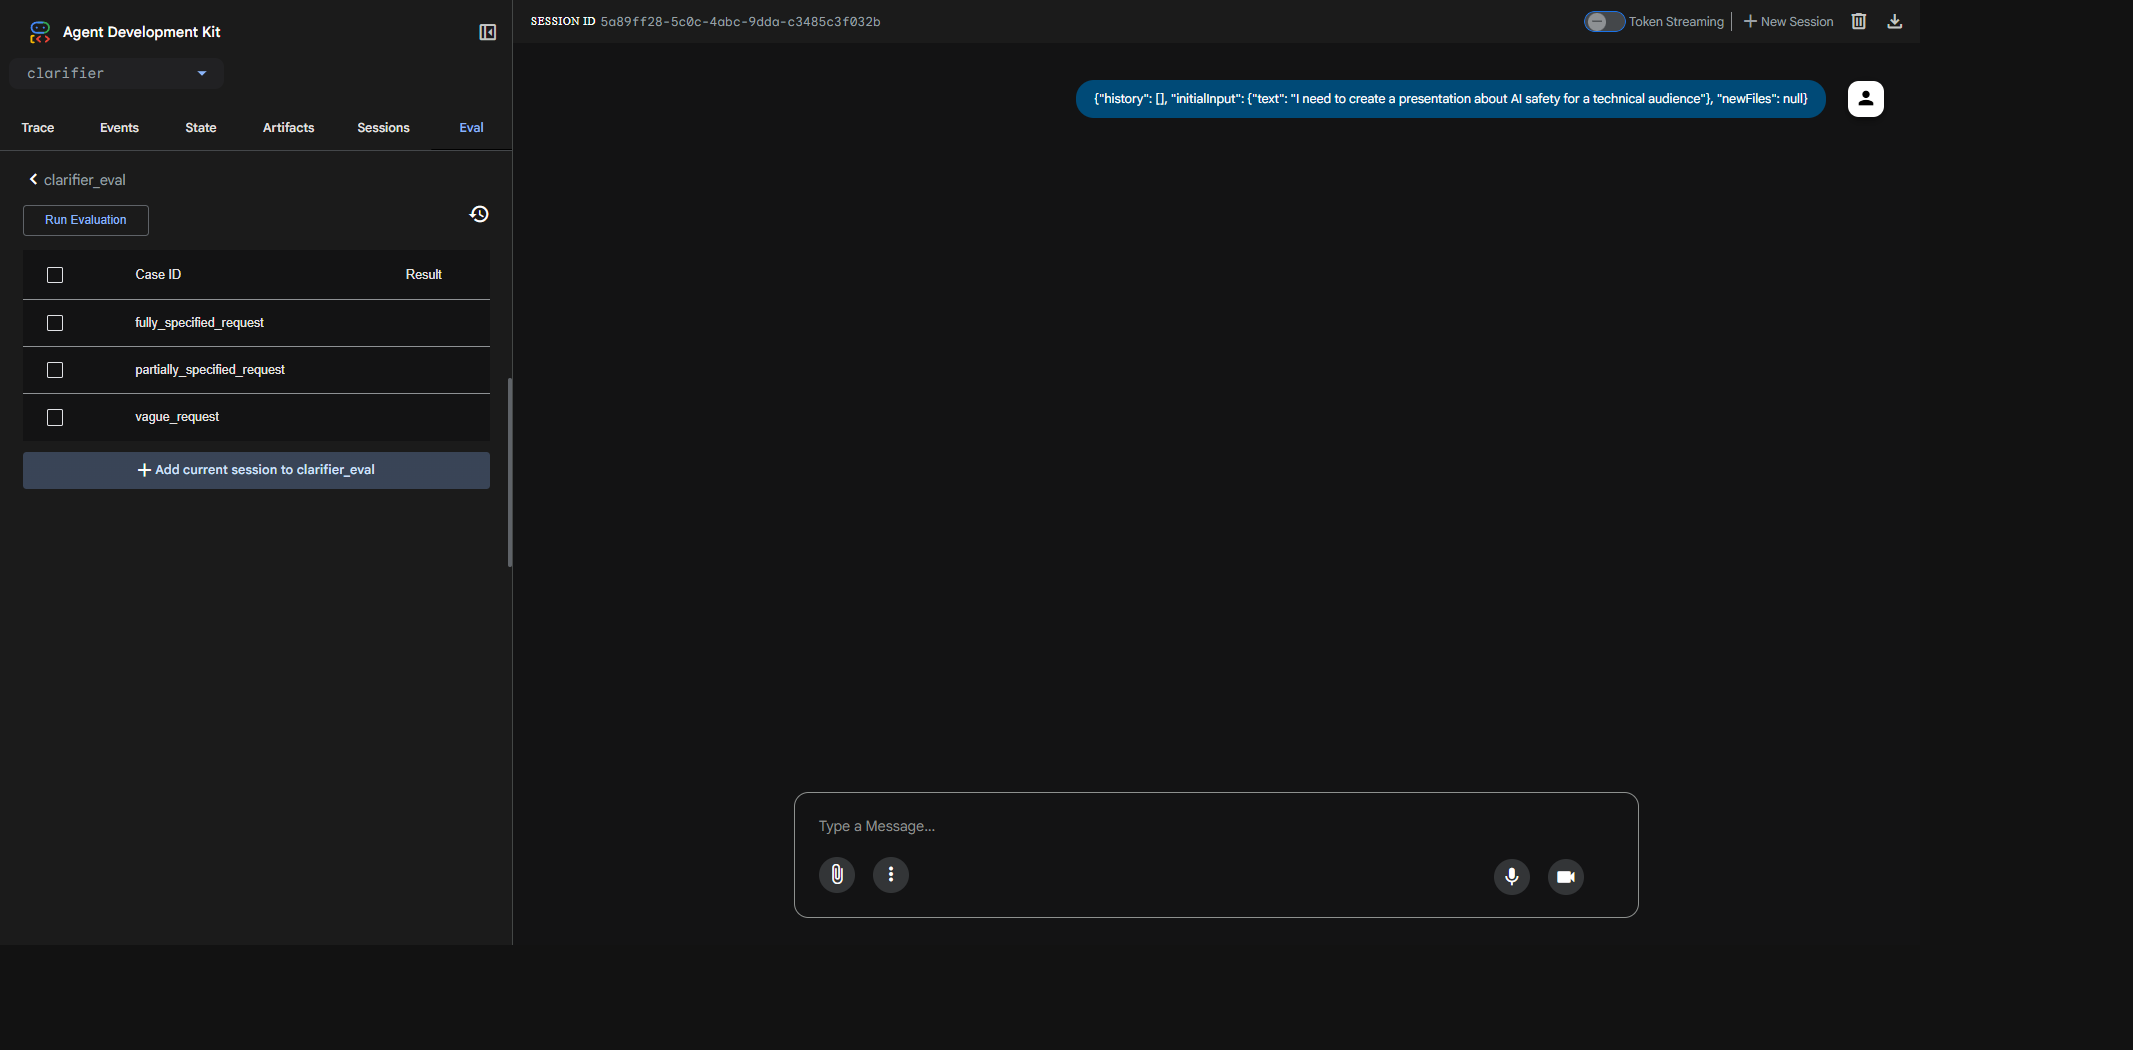 Agent Development Kit
clarifier
Trace Events State Artifacts Sessions Eval
clarifier_eval
Run Evaluation
Case ID Result
fully_specified_request
partially_specified_request
vague_request
Add current session to clarifier_eval
SESSION ID 5a89ff28-5c0c-4abc-9dda-c3485c3f032b
Token Streaming New Session
{"history": [], "initialInput": {"text": "I need to create a presentation about AI safety for a technical audience"}, "newFiles": null}
Type a Message...